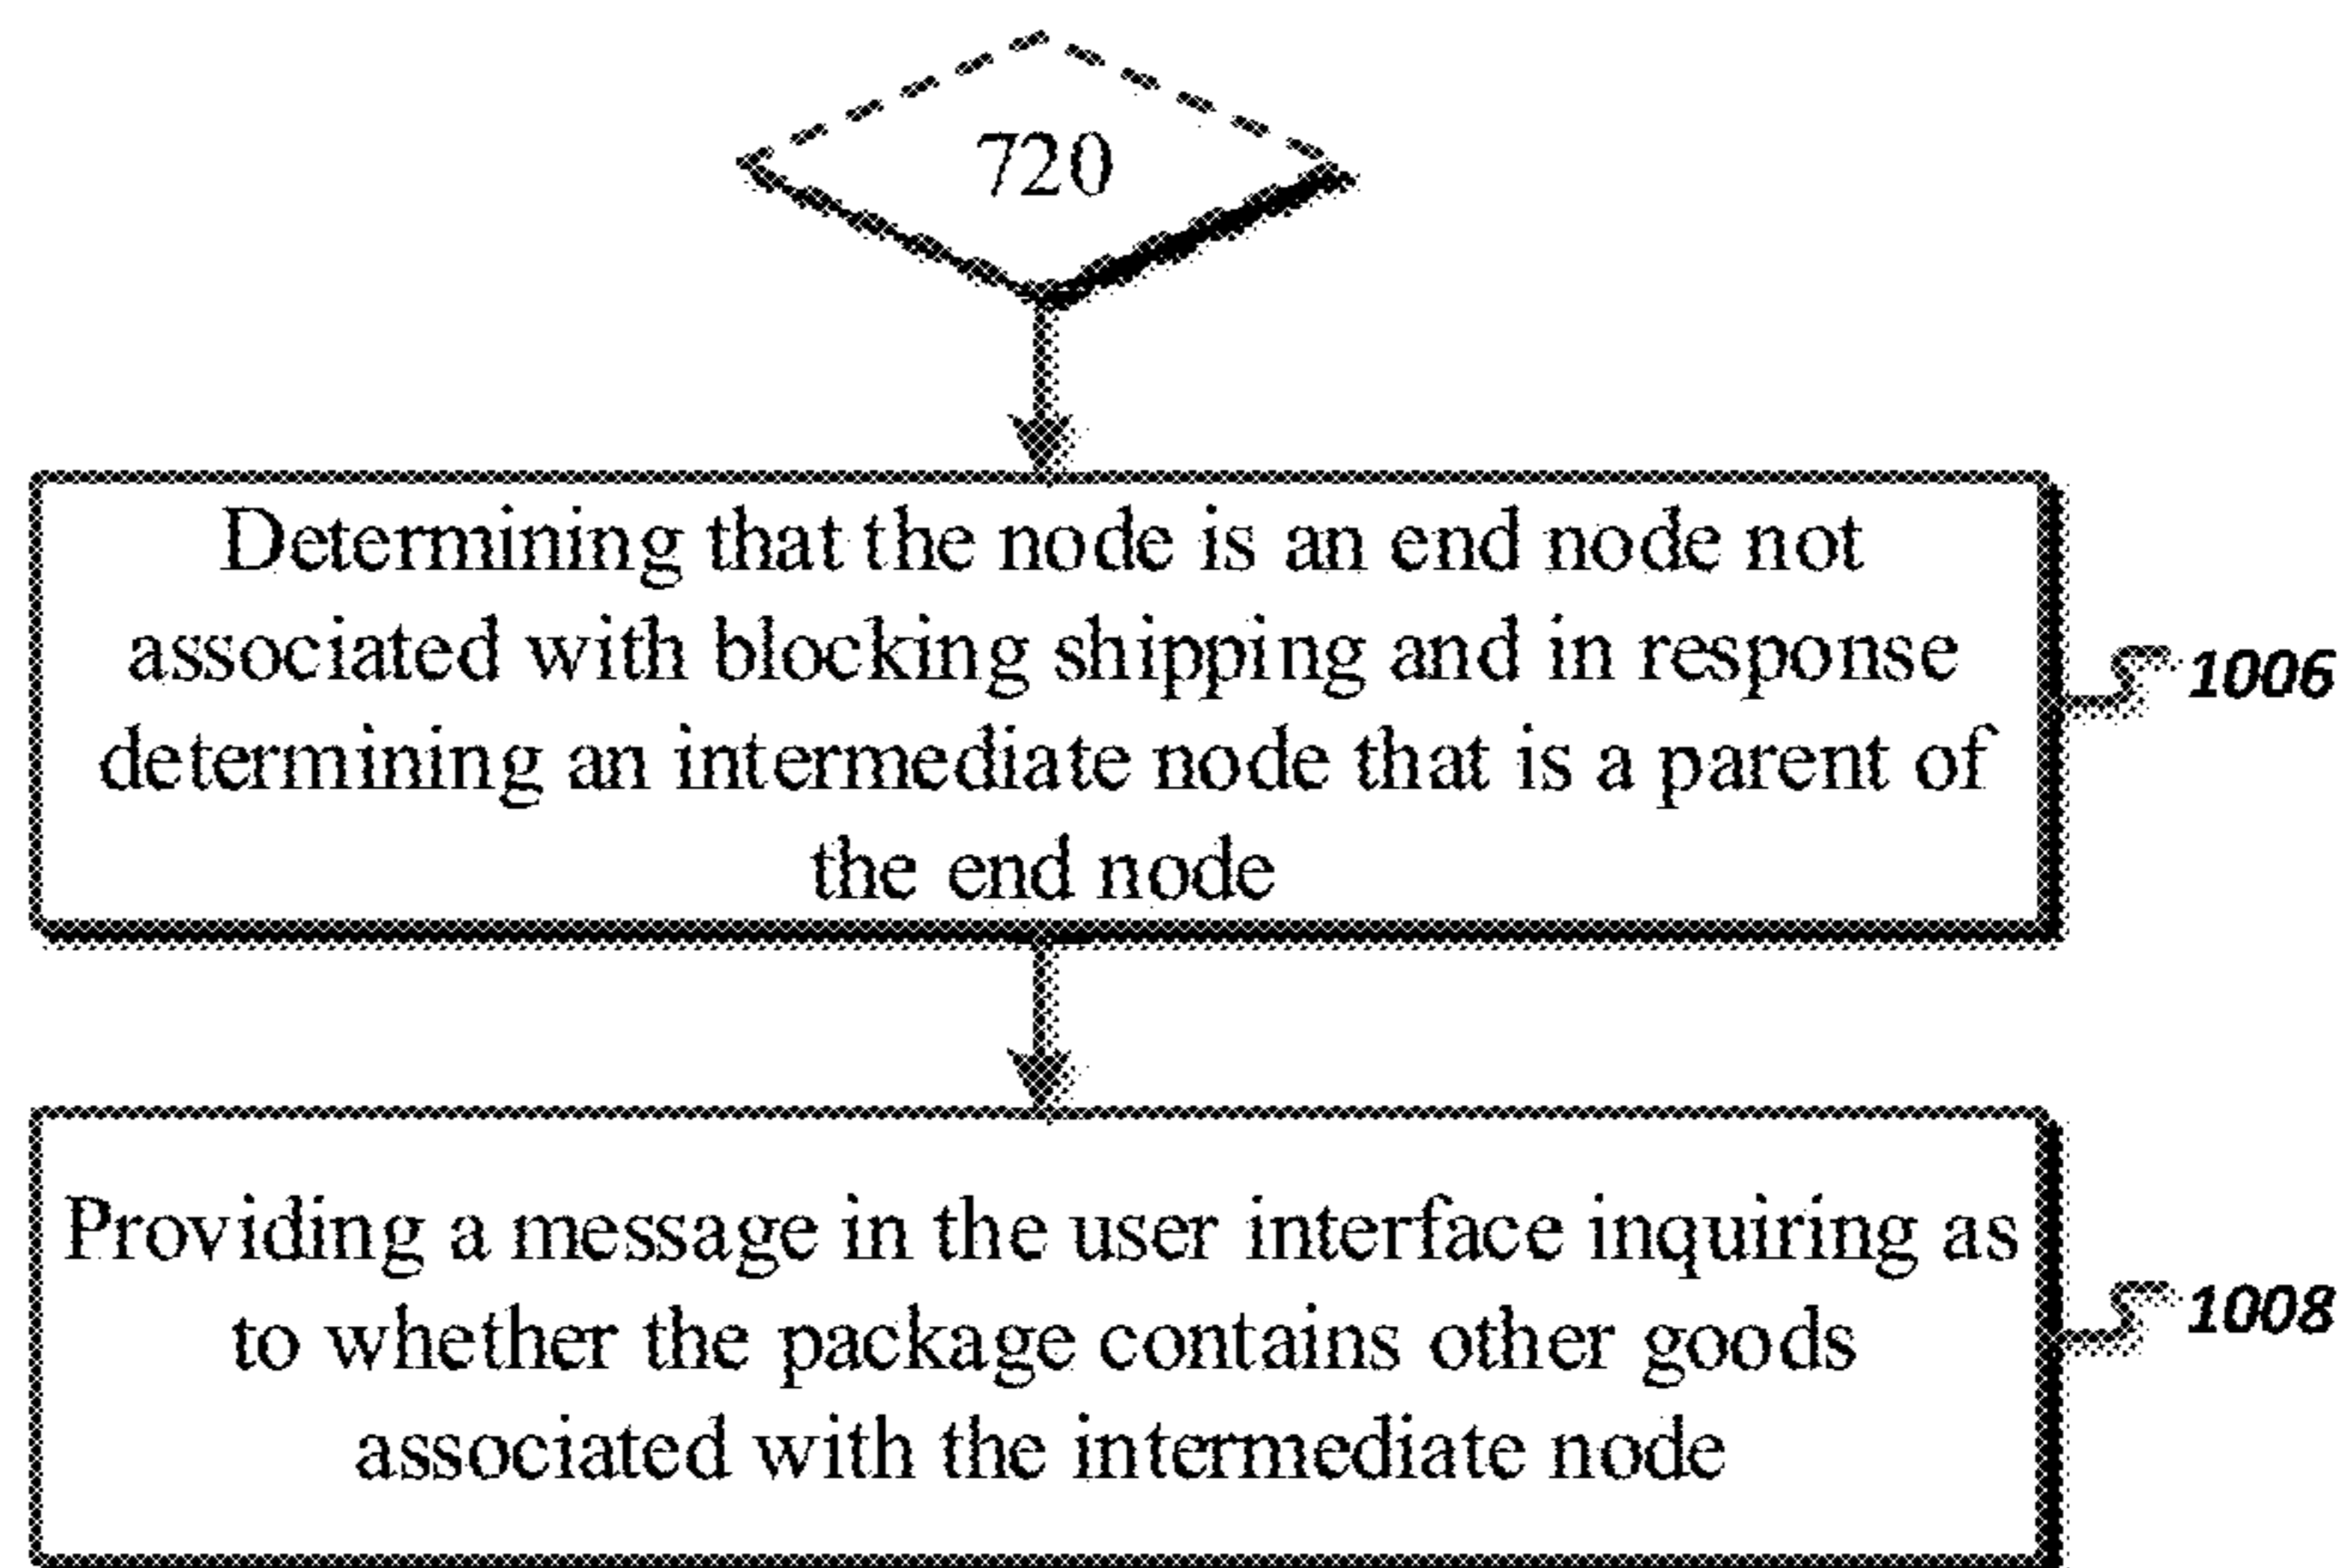 720
Determining that the node is an end node not
associated with blocking shipping and in response
determining an intermediate node that is a parent of
the end node
1006
Providing a message in the user interface inquiring as
to whether the package contains other goods
associated with the intermediate node
1008